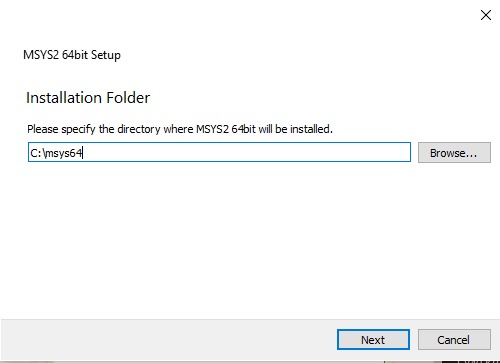 MSYS2 64bit Setup
Installation Folder
Please specify the directory where MSYS2 64bit will be installed.
C:\msys64
Browse...
Next
Cancel